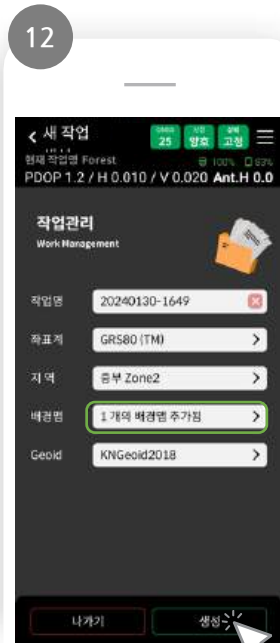 12
새 작업
GNSS 25 양호 고정
현재 작업명 Forest 100% 63%
PDOP 1.2 / H 0.010 / V 0.020 Ant.H 0.0
작업관리
Work Management
작업명 20240130-1649
좌표계 GRS80 (TM)
지역 중부 Zone2
배경맵 1 개의 배경맵 추가됨
Geoid KNGeoid2018
나가기 생성